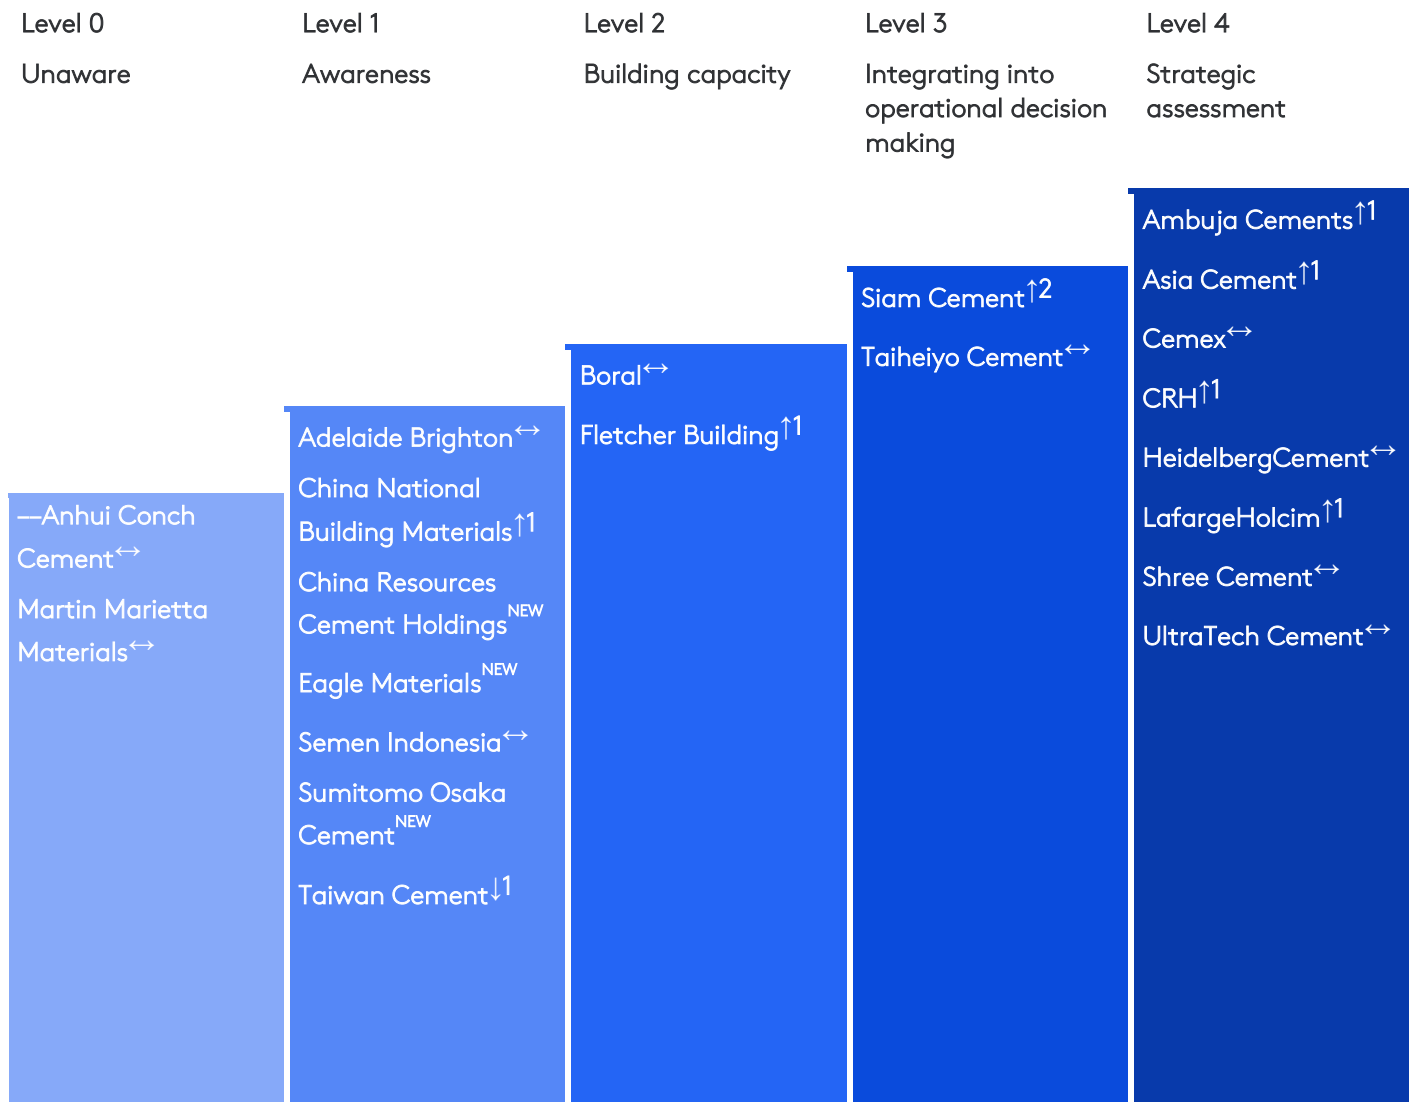 Level 0
Unaware
Level 1
Awareness
Level 2
Building capacity
Level 3
Integrating into
operational decision
making
Level 4
Strategic
assessment
—Anhui Conch
Cement↔
Martin Marietta
Materials↔
Adelaide Brighton↔
China National
Building Materials↑1
China Resources
Cement Holdings NEW
Eagle Materials NEW
Semen Indonesia↔
Sumitomo Osaka
Cement NEW
Taiwan Cement↓1
Boral↔
Fletcher Building↑1
Siam Cement↑2
Taiheiyo Cement↔
Ambuja Cements↑1
Asia Cement↑1
Cemex↔
CRH↑1
HeidelbergCement↔
LafargeHolcim↑1
Shree Cement↔
UltraTech Cement↔